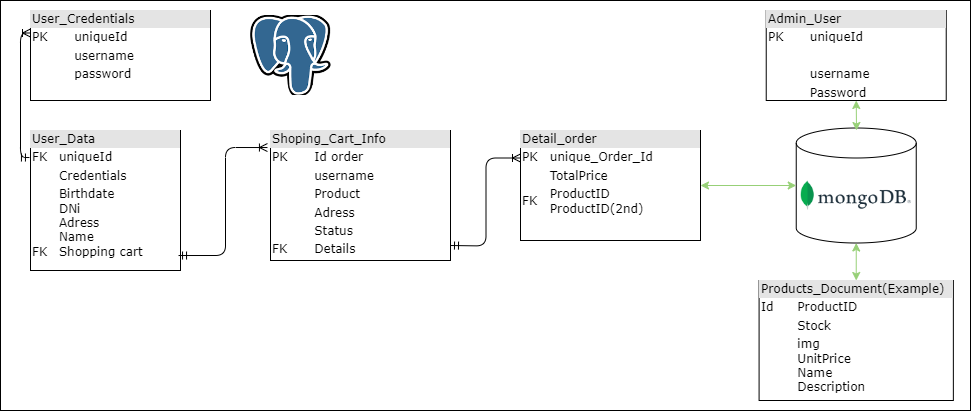 User_Credentials
PK uniqueId
username
password
Admin_User
PK uniqueId
username
Password
User_Data
FK uniqueId
Credentials
Birthdate
DNi
Adress
Name
FK Shopping cart
Shoping_Cart_Info
PK Id order
username
Product
Adress
Status
FK Details
Detail_order
PK unique_Order_Id
TotalPrice
ProductID
FK ProductID(2nd)
mongoDB.
Products_Document(Example)
Id ProductID
Stock
img
UnitPrice
Name
Description